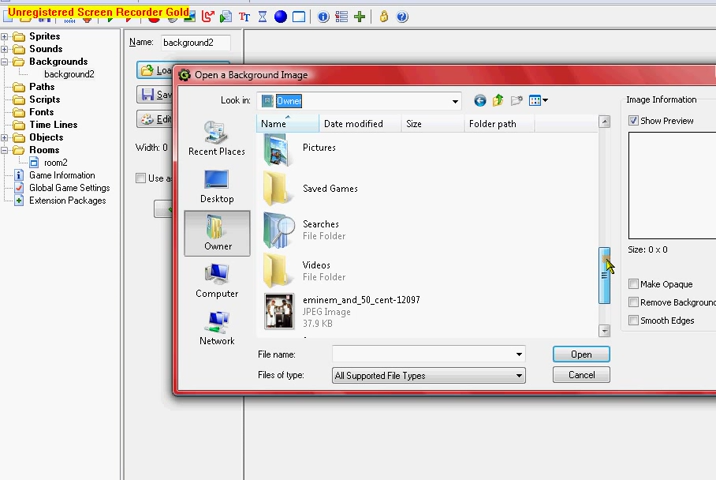 Unregistered Screen Recorder Gold
Sprites
Sounds
Backgrounds
background2
Paths
Scripts
Fonts
Time Lines
Objects
Rooms
room2
Game Information
Global Game Settings
Extension Packages
Name: background2
Loa
Sav
Edi
Width: 0
Use a
Open a Background Image
Look in: Owner
Recent Places
Desktop
Owner
Computer
Network
Name Date modified Size Folder path
Pictures
Saved Games
Searches
File Folder
Videos
File Folder
eminem_and_50_cent-12097
JPEG Image
37.9 KB
File name: Open
Files of type: All Supported File Types Cancel
Image Information
Show Preview
Size: 0 x 0
Make Opaque
Remove Background
Smooth Edges